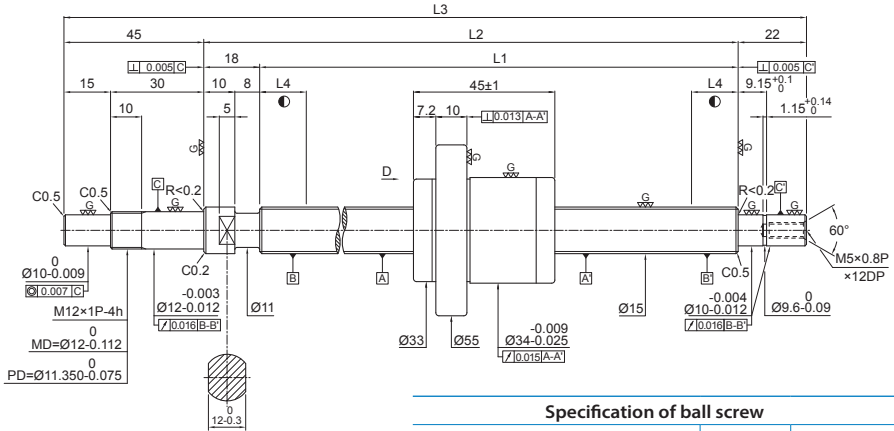 L3
45 L2 22
⊥ 0.005 C 18 L1 ⊥ 0.005 C'
15 30 10 8 L4 45±1 L4 9.15 +0.1 0
10 5 7.2 10 ⊥ 0.013 A-A' 1.15 +0.14 0
G G G
D
C0.5 C0.5 C R<0.2 G R<0.2 C'
G G G G
60°
C0.2 B A A' B' C0.5 M5×0.8P
×12DP
0
Ø10-0.009
◎ 0.007 C
-0.003
Ø12-0.012
↗ 0.016 B-B'
Ø11
Ø15
-0.004
Ø10-0.012
↗ 0.016 B-B'
0
Ø9.6-0.09
M12×1P-4h
0
MD=Ø12-0.112
0
PD=Ø11.350-0.075
Ø33
Ø55
-0.009
Ø34-0.025
↗ 0.015 A-A'
0
12-0.3
Specification of ball screw